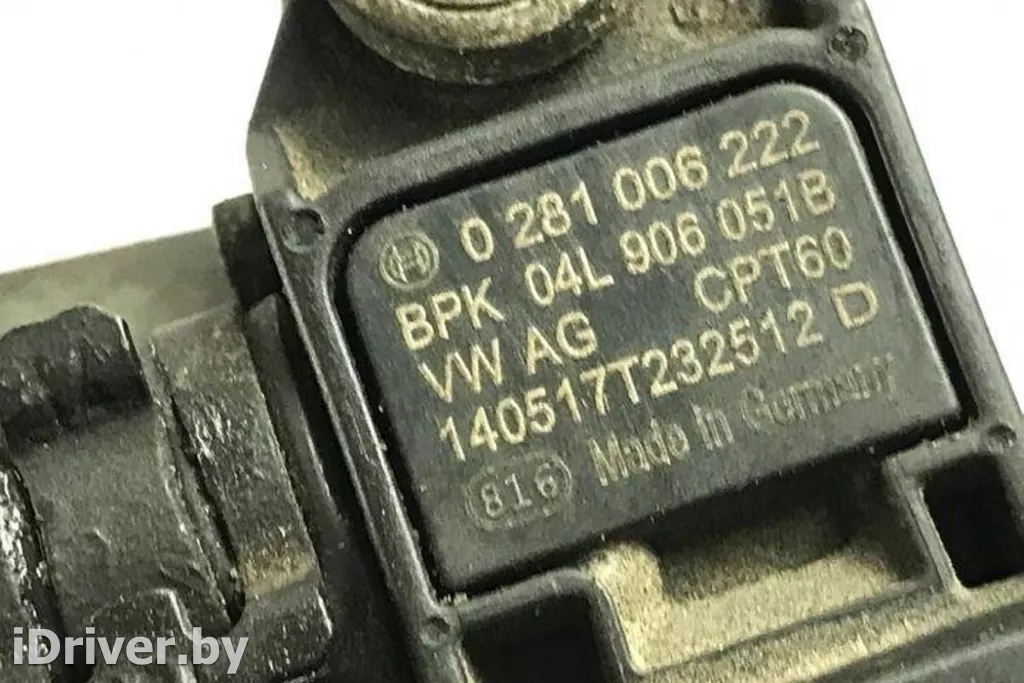 0 281 006 222
BPK 04L 906 051B
VW AG CPT60
140517T232512 D
816 Made in Germany
iDriver.by